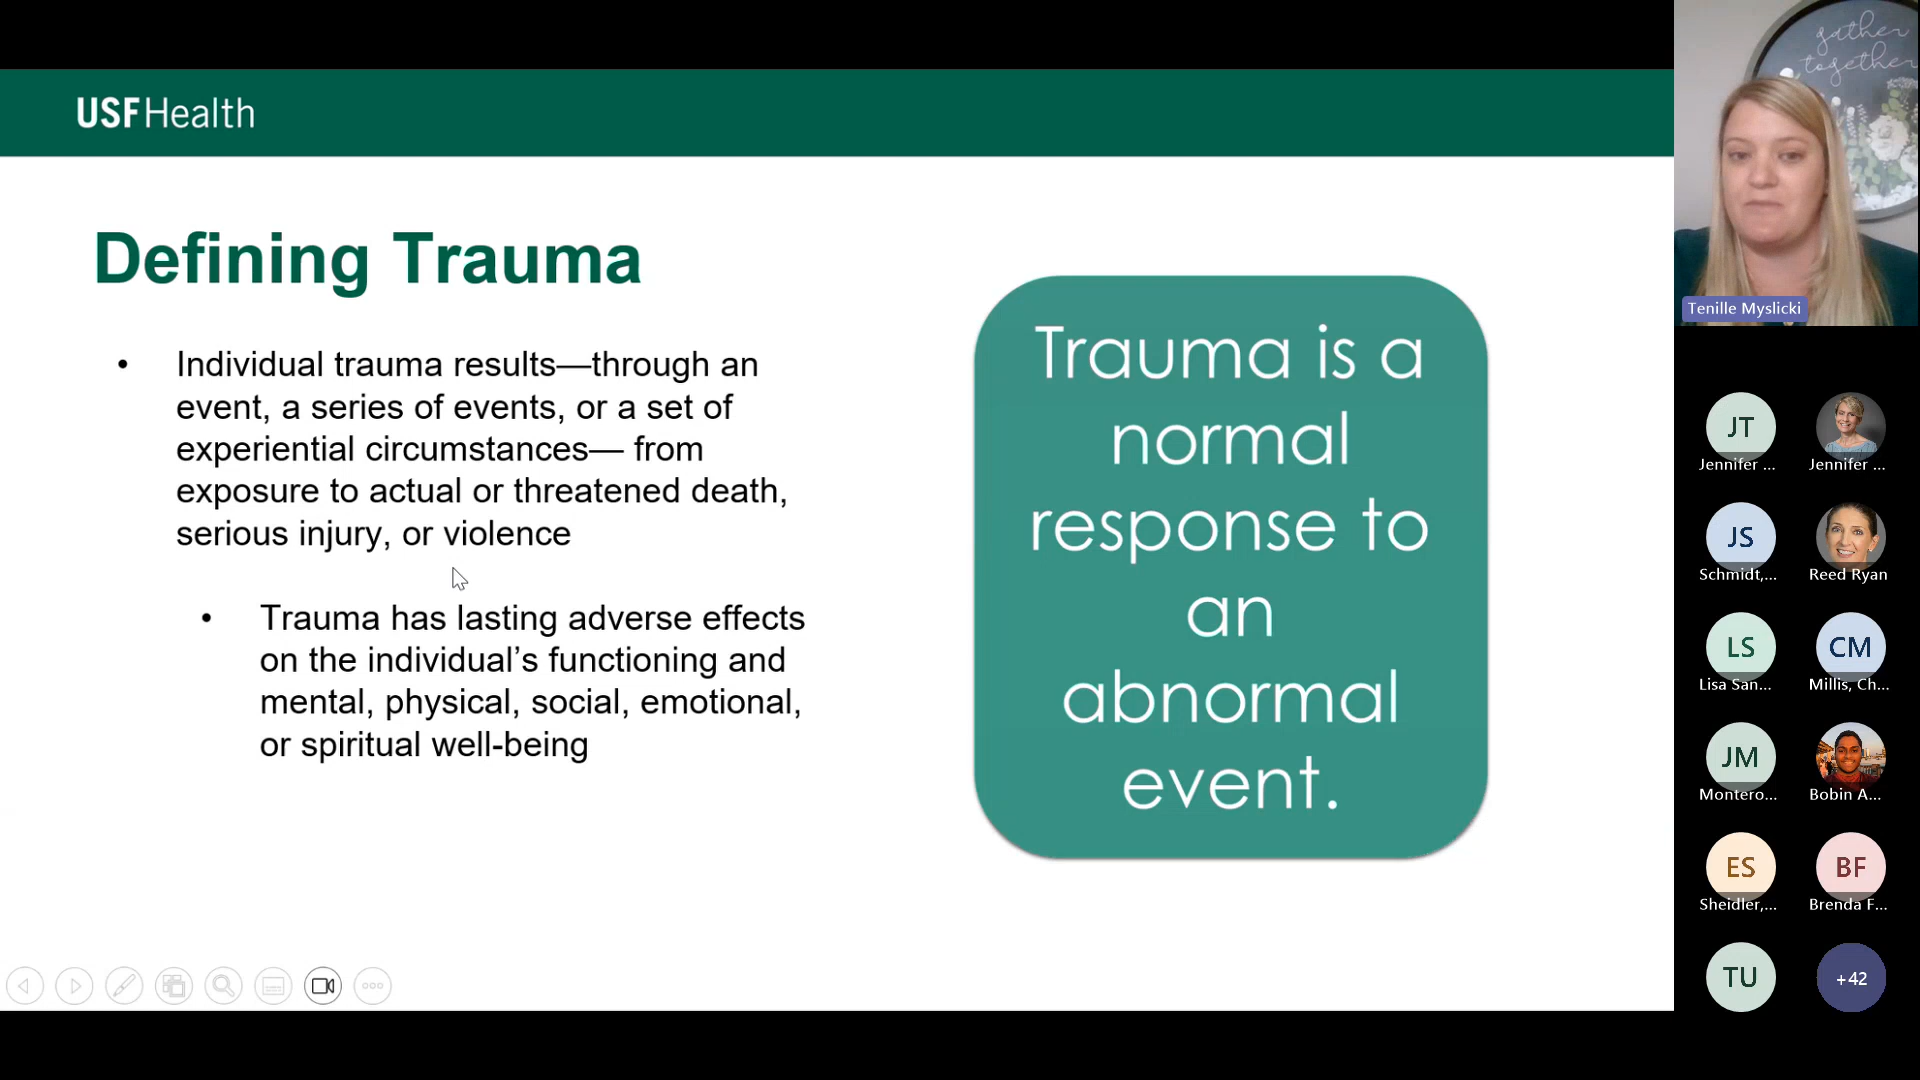 USF Health
Defining Trauma
• Individual trauma results—through an
event, a series of events, or a set of
experiential circumstances— from
exposure to actual or threatened death,
serious injury, or violence
• Trauma has lasting adverse effects
on the individual’s functioning and
mental, physical, social, emotional,
or spiritual well-being
Trauma is a
normal
response to
an
abnormal
event.
gather
together
Tenille Myslicki
JT
Jennifer ...
Jennifer ...
JS
Schmidt,...
Reed Ryan
LS
Lisa San...
CM
Millis, Ch...
JM
Montero...
Bobin A...
ES
Sheidler,...
BF
Brenda F...
TU
+42